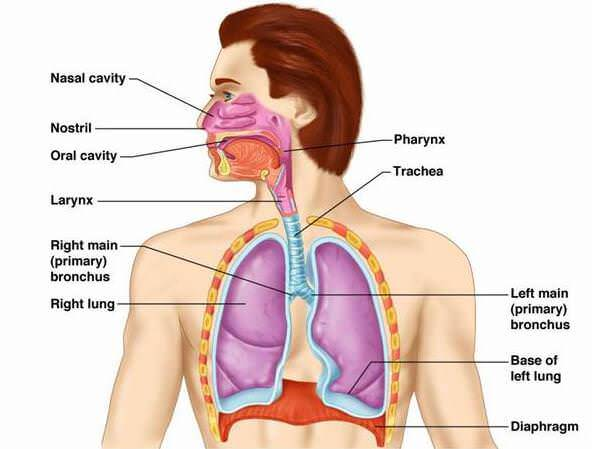 Nasal cavity
Nostril
Oral cavity
Larynx
Right main
(primary)
bronchus
Right lung
Pharynx
Trachea
Left main
(primary)
bronchus
Base of
left lung
Diaphragm